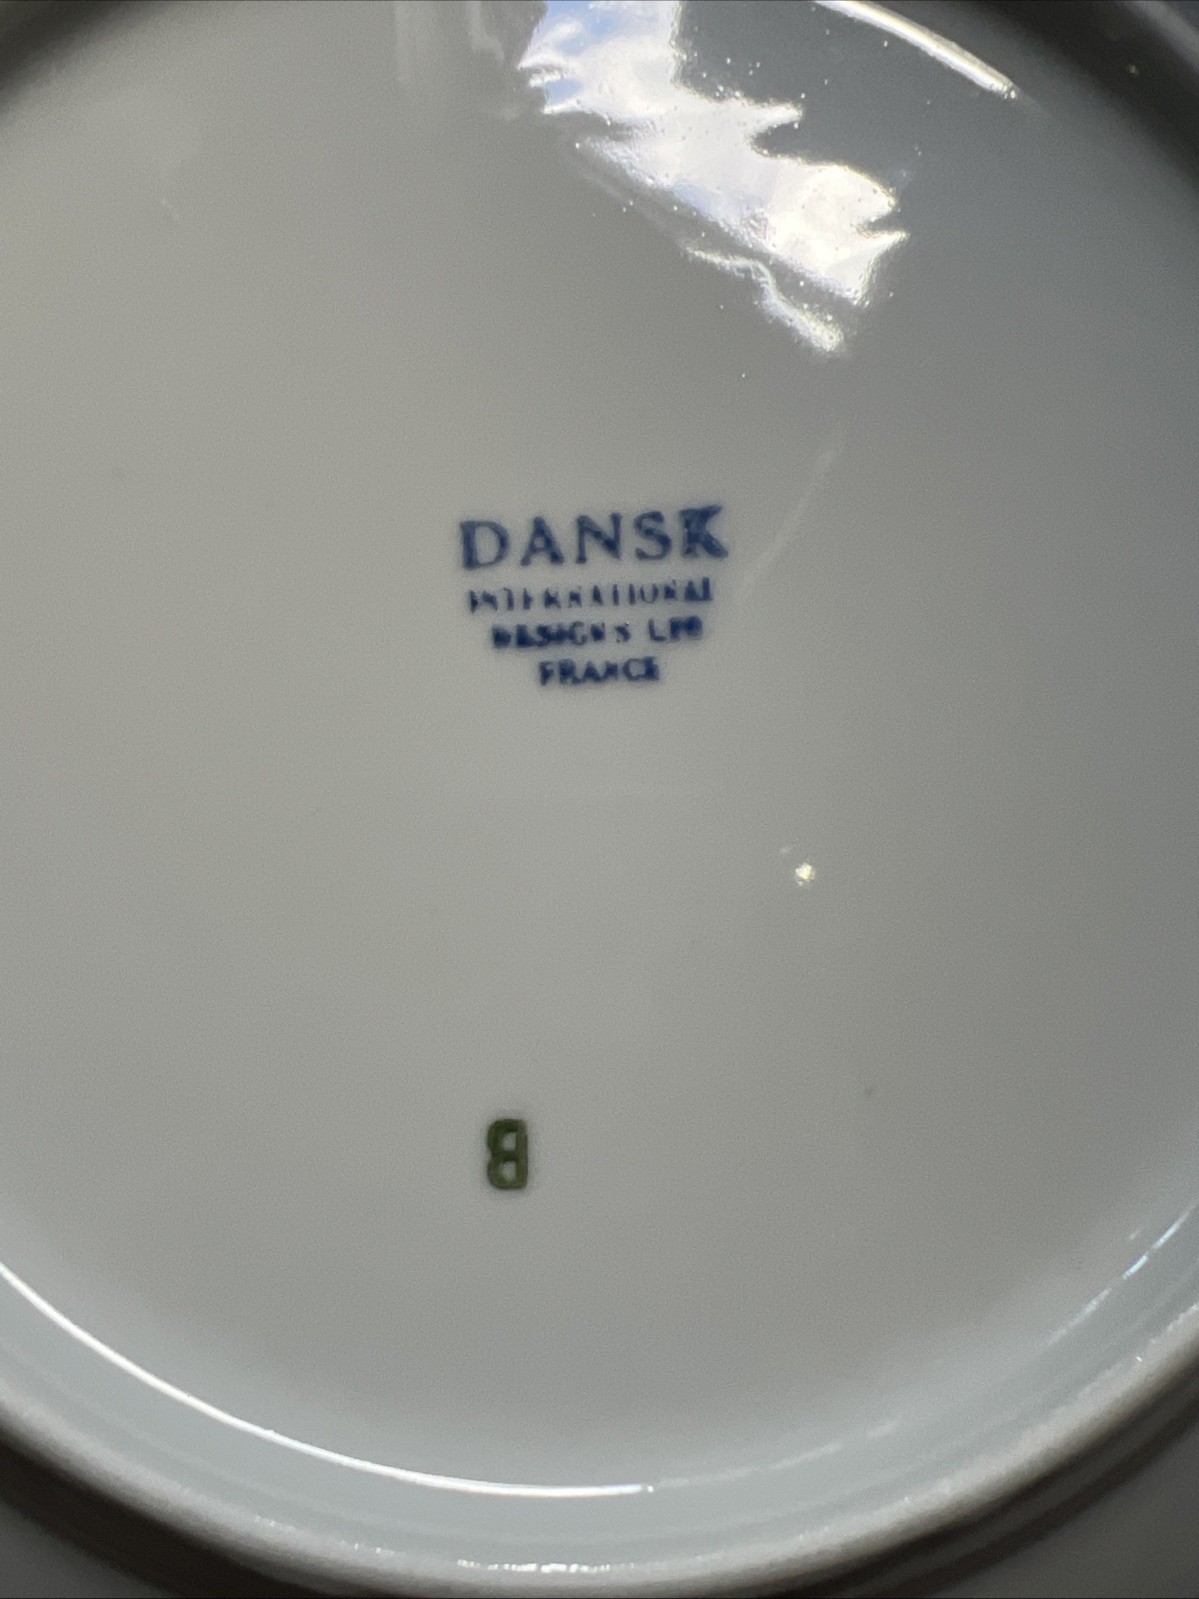 DANSK
INTERNATIONAL
DESIGNS LTD
FRANCE
B